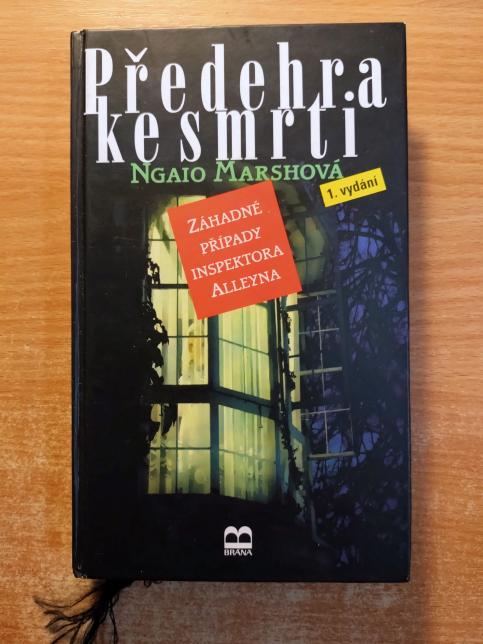 Předehra
ke smrti
NGAIO MARSHOVÁ
1. vydání
ZÁHADNÉ
PŘÍPADY
INSPEKTORA
ALLEYNA
B
BRÁNA